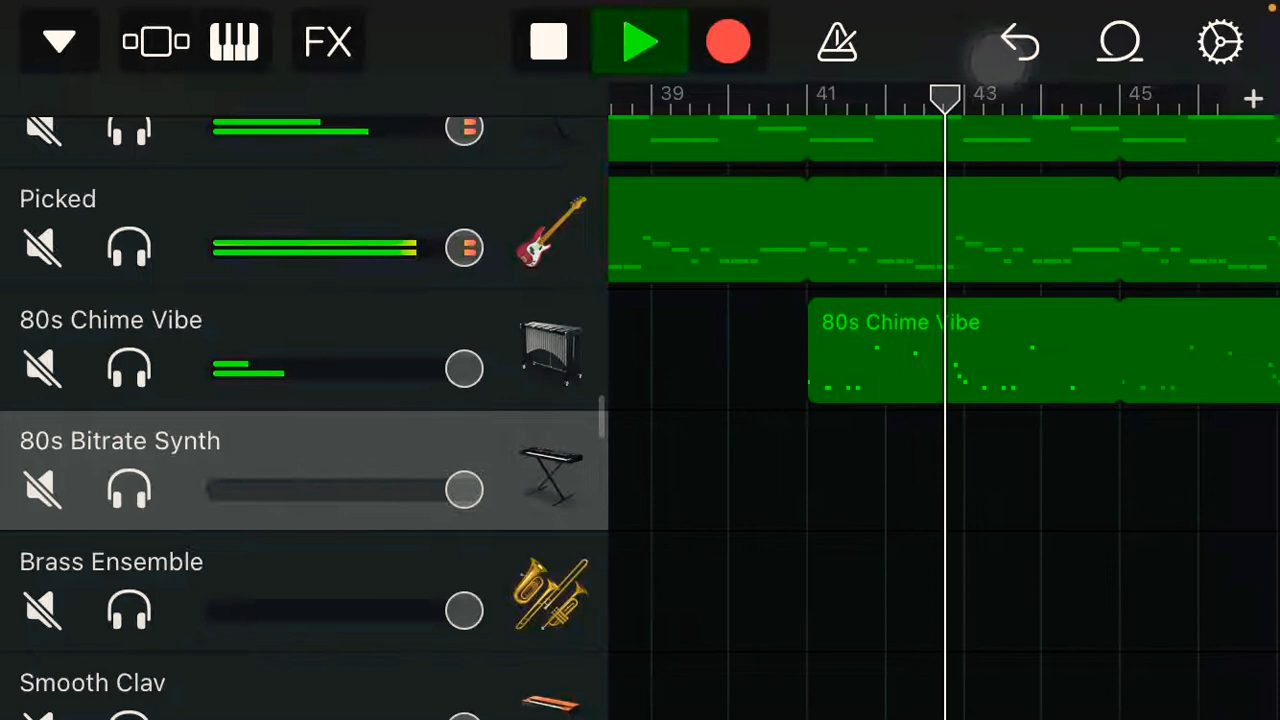 FX
39 41 43 45
Picked
80s Chime Vibe
80s Chime Vibe
80s Bitrate Synth
Brass Ensemble
Smooth Clav